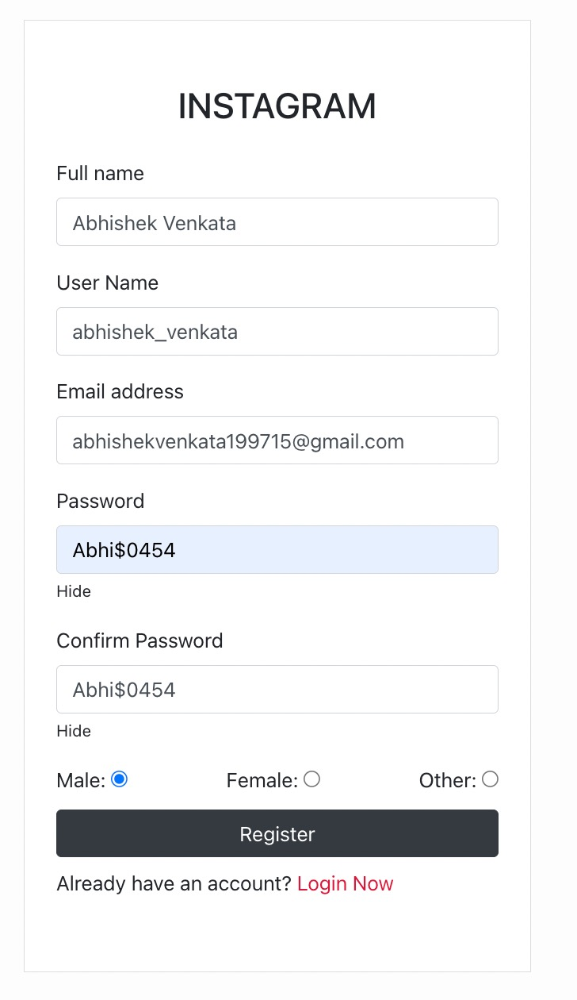 INSTAGRAM
Full name
Abhishek Venkata
User Name
abhishek_venkata
Email address
abhishekvenkata199715@gmail.com
Password
Abhi$0454
Hide
Confirm Password
Abhi$0454
Hide
Male: Female: Other:
Register
Already have an account? Login Now